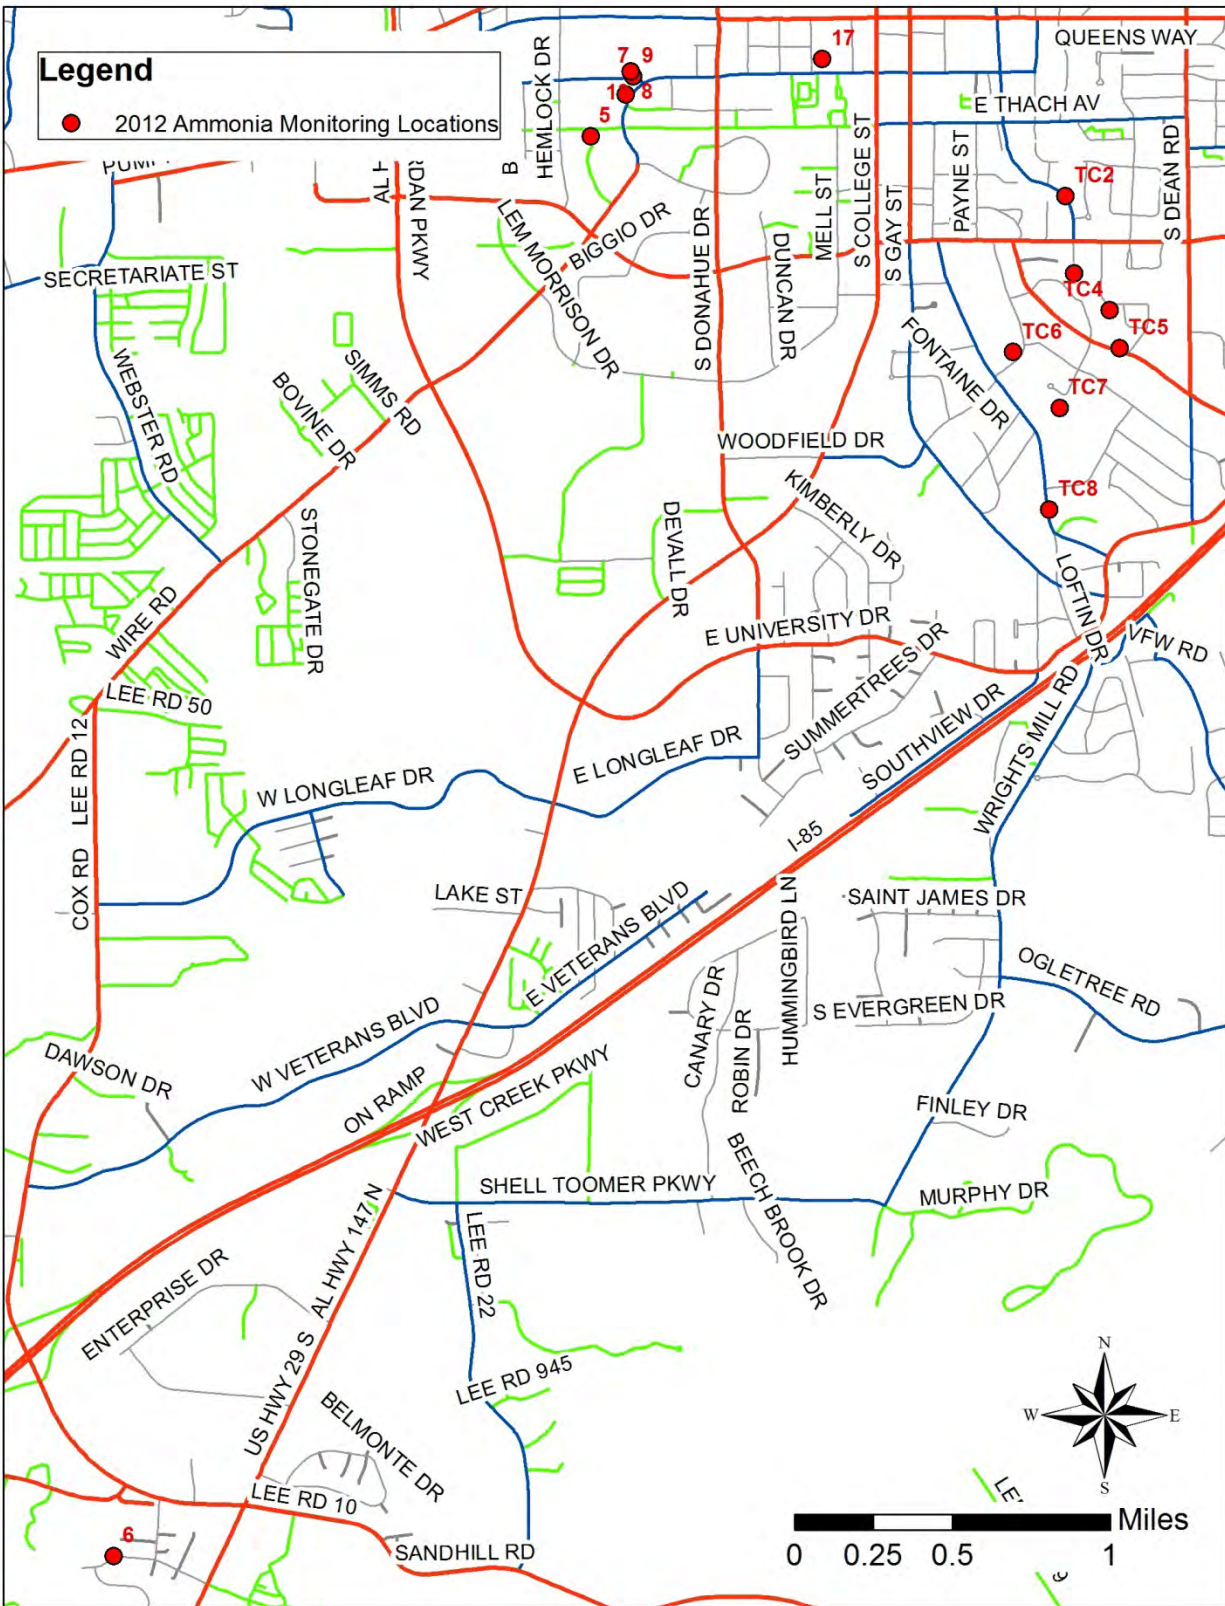 Legend
2012 Ammonia Monitoring Locations
HEMLOCK DR
B
7 9
8
5
17
QUEENS WAY
E THACH AV
S COLLEGE ST
PAYNE ST
S DEAN RD
TC2
MELL ST
S GAY ST
RDAN PKWY
LEM MORRISON DR
BIGGIO DR
S DONAHUE DR
DUNCAN DR
SECRETARIATE ST
TC4
TC5
TC6
FONTAINE DR
WEBSTER RD
SIMMS RD
BOVINE DR
TC7
WOODFIELD DR
KIMBERLY DR
TC8
STONEGATE DR
DEVALL DR
LOFTIN DR
WIRE RD
E UNIVERSITY DR
VFW RD
SUMMERTREES DR
LEE RD 50
SOUTHVIEW DR
WRIGHTS MILL RD
LEE RD 12
E LONGLEAF DR
W LONGLEAF DR
I-85
COX RD
LAKE ST
SAINT JAMES DR
E VETERANS BLVD
HUMMINGBIRD LN
OGLETREE RD
CANARY DR
S EVERGREEN DR
W VETERANS BLVD
ROBIN DR
DAWSON DR
ON RAMP
WEST CREEK PKWY
FINLEY DR
SHELL TOOMER PKWY
BEECH BROOK DR
MURPHY DR
AL HWY 147 N
LEE RD 22
ENTERPRISE DR
US HWY 29 S
LEE RD 945
BELMONTE DR
N
W E
S
LEE RD 10
SANDHILL RD
6
Miles
0 0.25 0.5 1